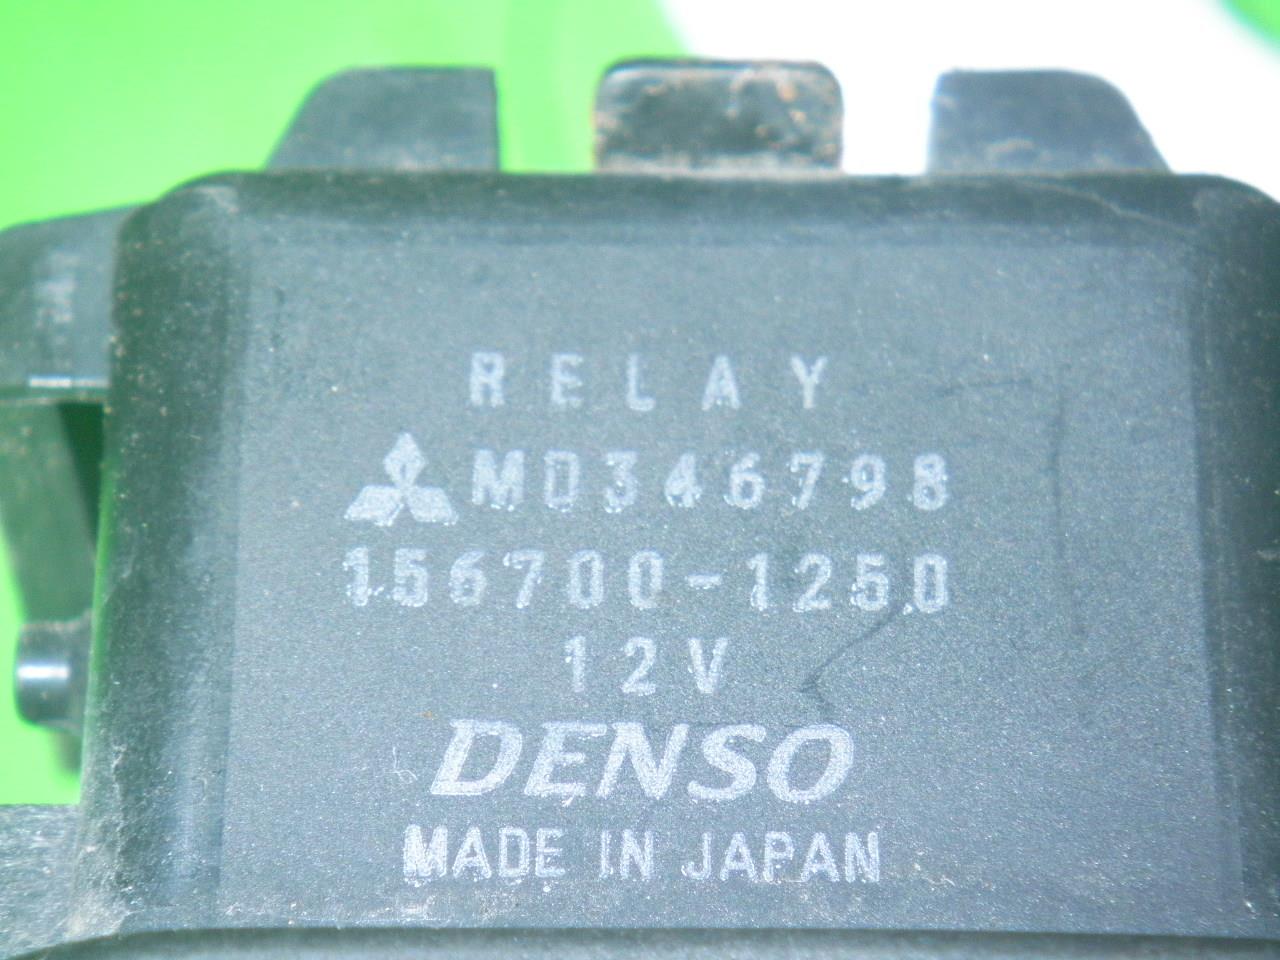 RELAY
MD346798
156700-1250
12V
DENSO
MADE IN JAPAN